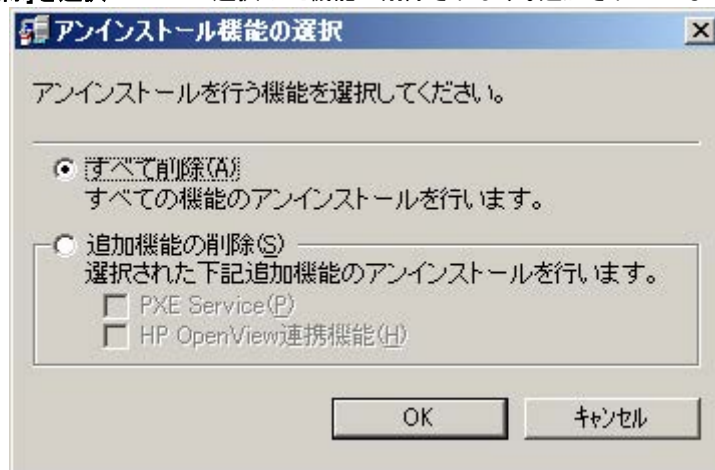 アンインストール機能の選択
アンインストールを行う機能を選択してください。
すべて削除(A)
すべての機能のアンインストールを行います。
追加機能の削除(S)
選択された下記追加機能のアンインストールを行います。
PXE Service(P)
HP OpenView連携機能(H)
OK
キャンセル